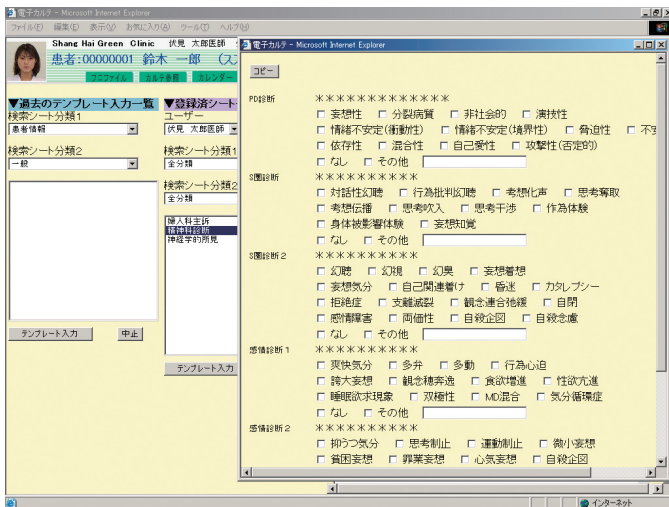 電子カルテ - Microsoft Internet Explorer
ファイル(F) 編集(E) 表示(V) お気に入り(A) ツール(T) ヘルプ(H)
Shang Hai Green Clinic 伏見 太郎医師
患者:00000001 鈴木 一郎
カルテ参照 カレンダー
▼過去のテンプレート入力一覧
検索シート分類1
患者情報
検索シート分類2
一般
テンプレート入力 中止
▼登録済シート
ユーザー
伏見 太郎医師
検索シート分類1
全分類
検索シート分類2
全分類
婦人科主訴
精神科診断
神経学的所見
テンプレート入力
電子カルテ - Microsoft Internet Explorer
コピー
PD診断 *************
妄想性 分裂病質 非社会的 演技性
情緒不安定(衝動性) 情緒不安定(境界性) 脅迫性 不安
依存性 混合性 自己愛性 攻撃性(否定的)
なし その他
S圏診断 **********
対話性幻聴 行為批判幻聴 考想化声 思考奪取
考想伝播 思考吹入 思考干渉 作為体験
身体被影響体験 妄想知覚
なし その他
S圏診断2 **********
幻聴 幻視 幻臭 妄想着想
妄想気分 自己関連着け 昏迷 カタレプシー
拒絶症 支離滅裂 観念連合弛緩 自閉
感情障害 両価性 自殺企図 自殺念慮
なし その他
感情診断1 **********
爽快気分 多弁 多動 行為心迫
誇大妄想 観念穂奔逸 食欲増進 性欲亢進
睡眠欲求現象 双極性 MD混合 気分循環症
なし その他
感情診断2 **********
抑うつ気分 思考制止 運動制止 微小妄想
貧困妄想 罪業妄想 心気妄想 自殺企図
インターネット